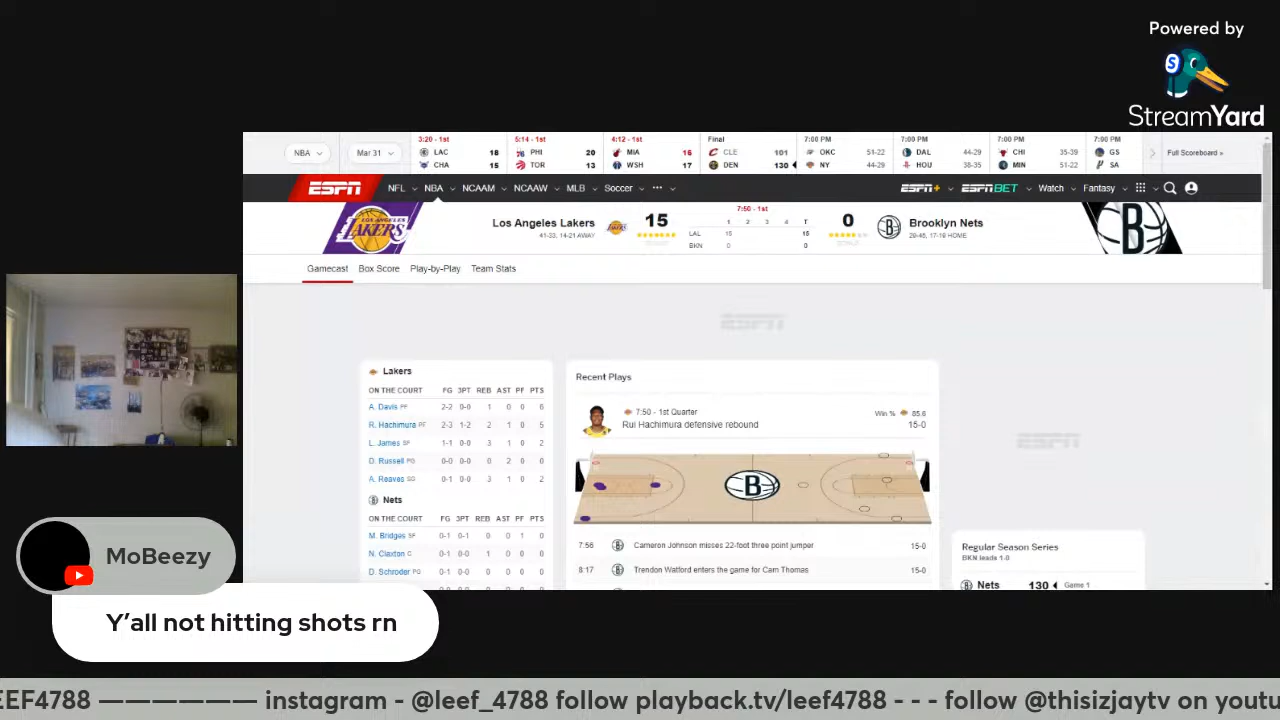 Powered by
StreamYard
NBA
Mar 31
3:20 - 1st
LAC 18
CHA 15
5:14 - 1st
PHI 20
TOR 13
4:12 - 1st
MIA 16
WSH 17
Final
CLE 101
DEN 130
7:00 PM
OKC 51-22
NY 44-29
7:00 PM
DAL 44-29
HOU 38-35
7:00 PM
CHI 35-39
MIN 51-22
7:00 PM
GS
SA
Full Scoreboard »
ESPN NFL NBA NCAAM NCAAW MLB Soccer ••• ESPN+ ESPN BET Watch Fantasy
LOS ANGELES LAKERS
Los Angeles Lakers 15
41-33, 14-21 AWAY
7:50 - 1st
1 2 3 4 T
LAL 15 15
BKN 0 0
0 Brooklyn Nets
29-45, 17-19 HOME
B
Gamecast Box Score Play-by-Play Team Stats
ESPN
Lakers
ON THE COURT FG 3PT REB AST PF PTS
A. Davis PF 2-2 0-0 1 0 0 6
R. Hachimura PF 2-3 1-2 2 1 0 5
L. James SF 1-1 0-0 3 1 0 2
D. Russell PG 0-0 0-0 0 2 0 0
A. Reaves SG 0-1 0-0 3 1 0 2
Nets
ON THE COURT FG 3PT REB AST PF PTS
M. Bridges SF 0-1 0-1 0 0 1 0
N. Claxton C 0-1 0-0 1 0 0 0
D. Schroder PG 0-1 0-0 0 0 0 0
Recent Plays
7:50 - 1st Quarter
Rui Hachimura defensive rebound
Win % 85.6
15-0
B
7:56 Cameron Johnson misses 22-foot three point jumper 15-0
8:17 Trendon Watford enters the game for Cam Thomas 15-0
ESPN
Regular Season Series
BKN leads 1-0
Nets 130 Game 1
MoBeezy
Y'all not hitting shots rn
EEF4788 —————— instagram - @leef_4788 follow playback.tv/leef4788 - - - follow @thisizjaytv on youtu